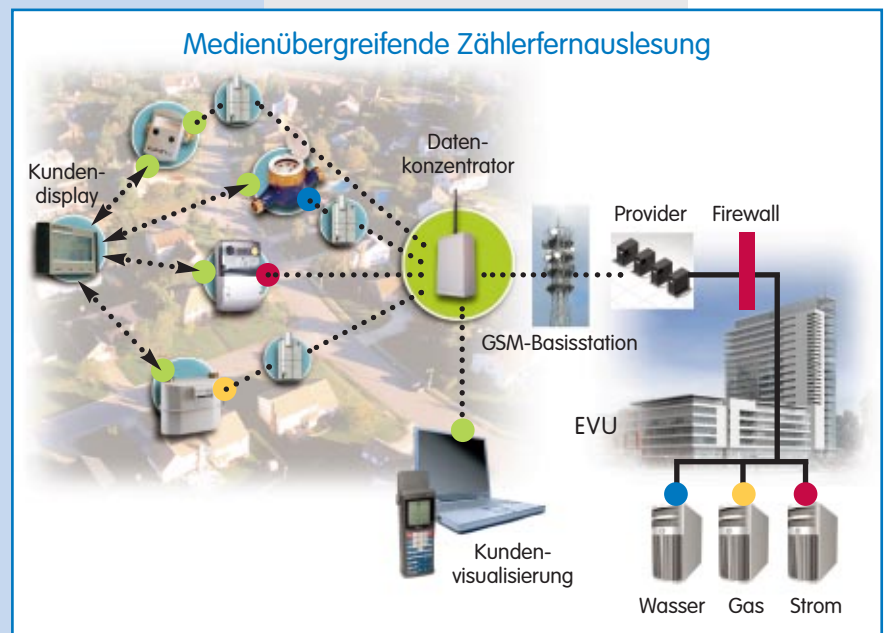 Medienübergreifende Zählerfernauslesung
Kunden-
display
Daten-
konzentrator
Provider
Firewall
GSM-Basisstation
EVU
Kunden-
visualisierung
Wasser
Gas
Strom